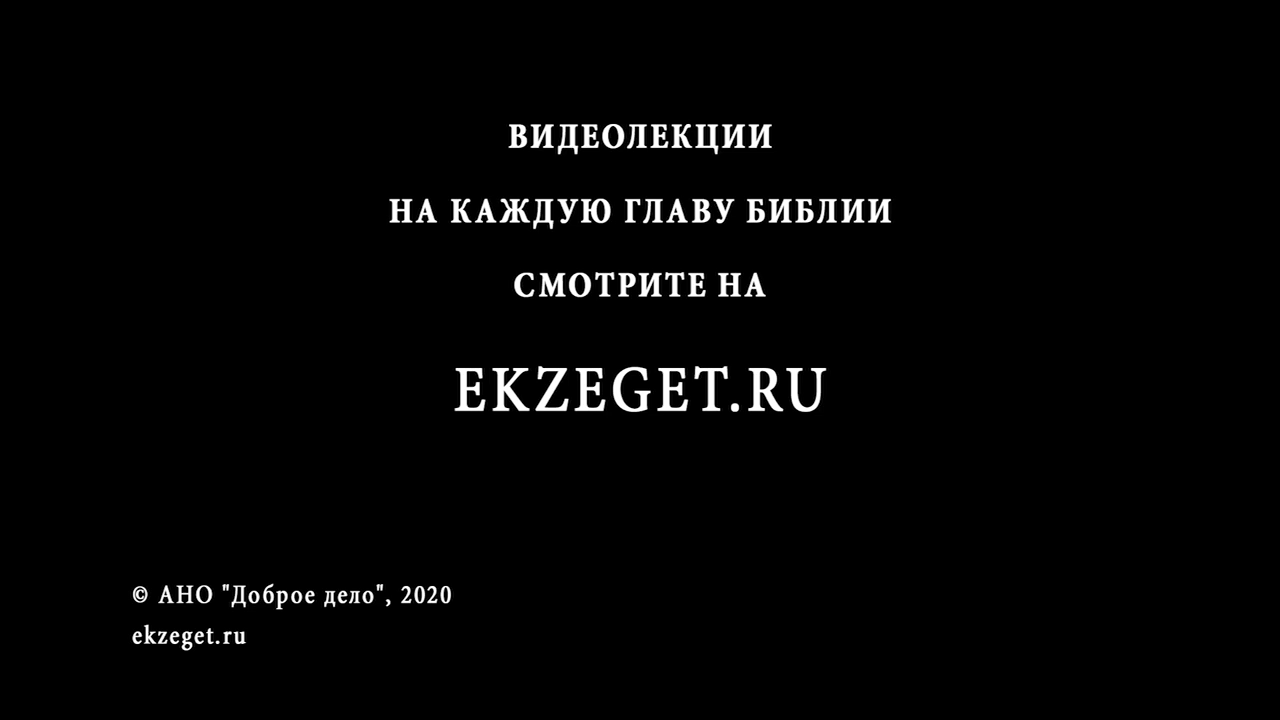 ВИДЕОЛЕКЦИИ
НА КАЖДУЮ ГЛАВУ БИБЛИИ
СМОТРИТЕ НА
EKZEGET.RU
© АНО "Доброе дело", 2020
ekzeget.ru